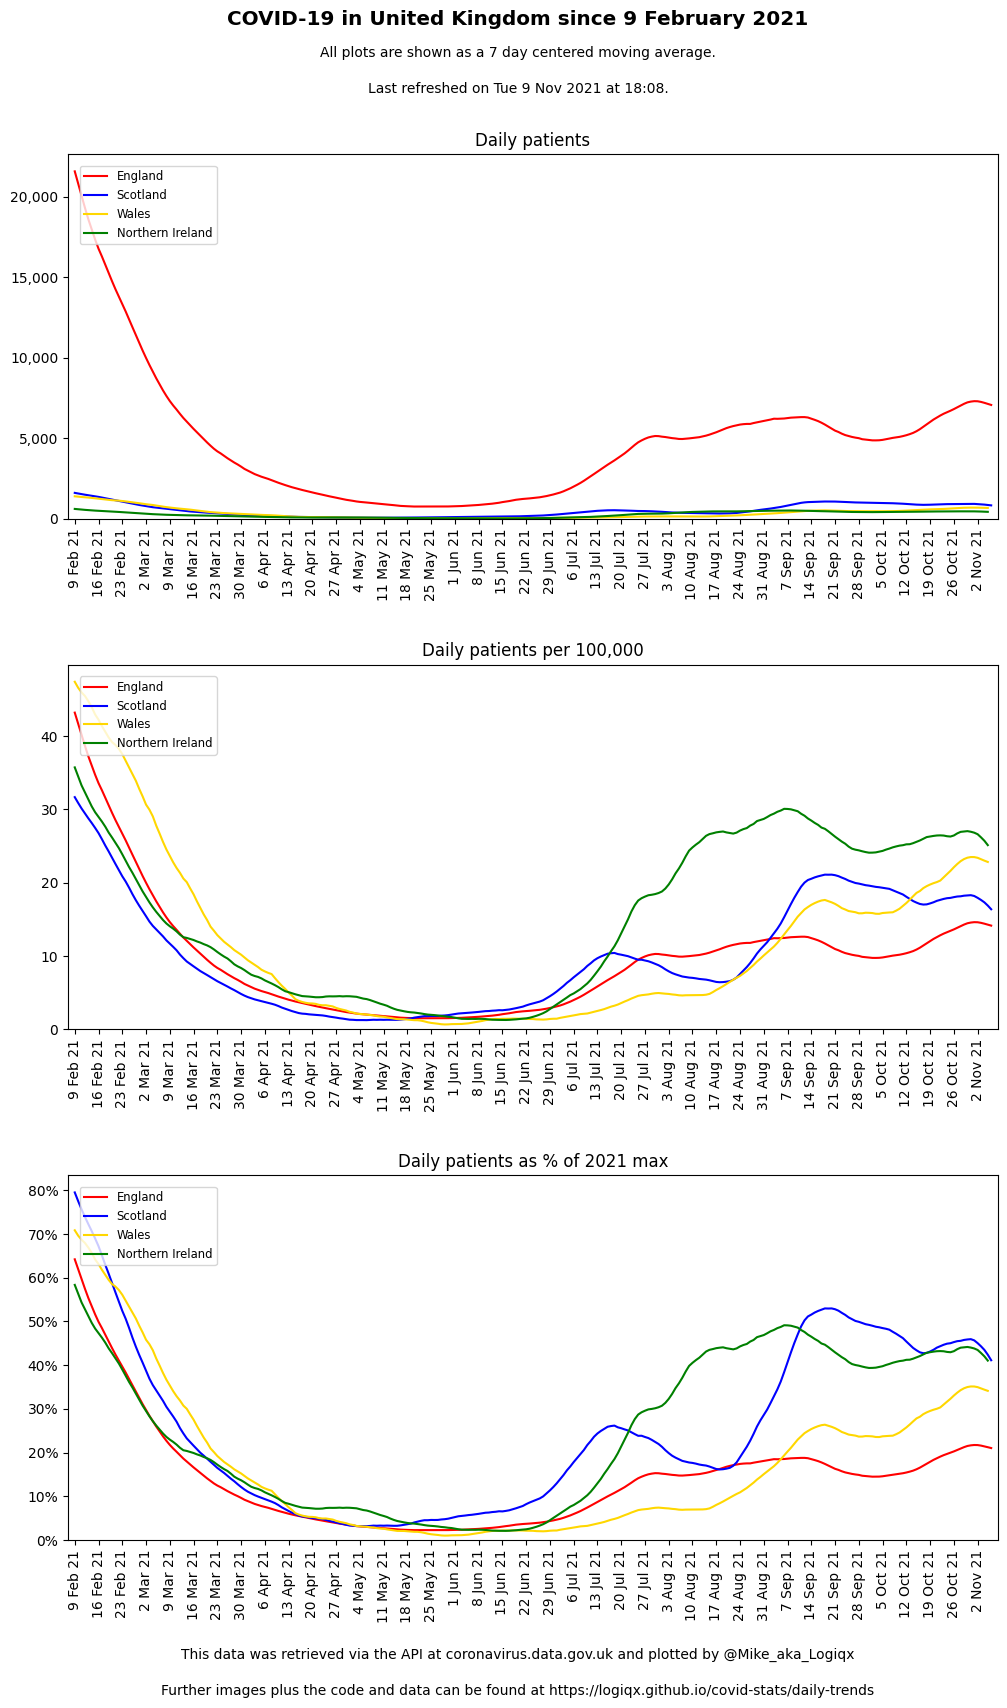 COVID-19 in United Kingdom since 9 February 2021
All plots are shown as a 7 day centered moving average.
Last refreshed on Tue 9 Nov 2021 at 18:08.
Daily patients
England
Scotland
Wales
Northern Ireland
20,000
15,000
10,000
5,000
0
9 Feb 21
16 Feb 21
23 Feb 21
2 Mar 21
9 Mar 21
16 Mar 21
23 Mar 21
30 Mar 21
6 Apr 21
13 Apr 21
20 Apr 21
27 Apr 21
4 May 21
11 May 21
18 May 21
25 May 21
1 Jun 21
8 Jun 21
15 Jun 21
22 Jun 21
29 Jun 21
6 Jul 21
13 Jul 21
20 Jul 21
27 Jul 21
3 Aug 21
10 Aug 21
17 Aug 21
24 Aug 21
31 Aug 21
7 Sep 21
14 Sep 21
21 Sep 21
28 Sep 21
5 Oct 21
12 Oct 21
19 Oct 21
26 Oct 21
2 Nov 21
Daily patients per 100,000
England
Scotland
Wales
Northern Ireland
40
30
20
10
0
9 Feb 21
16 Feb 21
23 Feb 21
2 Mar 21
9 Mar 21
16 Mar 21
23 Mar 21
30 Mar 21
6 Apr 21
13 Apr 21
20 Apr 21
27 Apr 21
4 May 21
11 May 21
18 May 21
25 May 21
1 Jun 21
8 Jun 21
15 Jun 21
22 Jun 21
29 Jun 21
6 Jul 21
13 Jul 21
20 Jul 21
27 Jul 21
3 Aug 21
10 Aug 21
17 Aug 21
24 Aug 21
31 Aug 21
7 Sep 21
14 Sep 21
21 Sep 21
28 Sep 21
5 Oct 21
12 Oct 21
19 Oct 21
26 Oct 21
2 Nov 21
Daily patients as % of 2021 max
England
Scotland
Wales
Northern Ireland
80%
70%
60%
50%
40%
30%
20%
10%
0%
9 Feb 21
16 Feb 21
23 Feb 21
2 Mar 21
9 Mar 21
16 Mar 21
23 Mar 21
30 Mar 21
6 Apr 21
13 Apr 21
20 Apr 21
27 Apr 21
4 May 21
11 May 21
18 May 21
25 May 21
1 Jun 21
8 Jun 21
15 Jun 21
22 Jun 21
29 Jun 21
6 Jul 21
13 Jul 21
20 Jul 21
27 Jul 21
3 Aug 21
10 Aug 21
17 Aug 21
24 Aug 21
31 Aug 21
7 Sep 21
14 Sep 21
21 Sep 21
28 Sep 21
5 Oct 21
12 Oct 21
19 Oct 21
26 Oct 21
2 Nov 21
This data was retrieved via the API at coronavirus.data.gov.uk and plotted by @Mike_aka_Logiqx
Further images plus the code and data can be found at https://logiqx.github.io/covid-stats/daily-trends